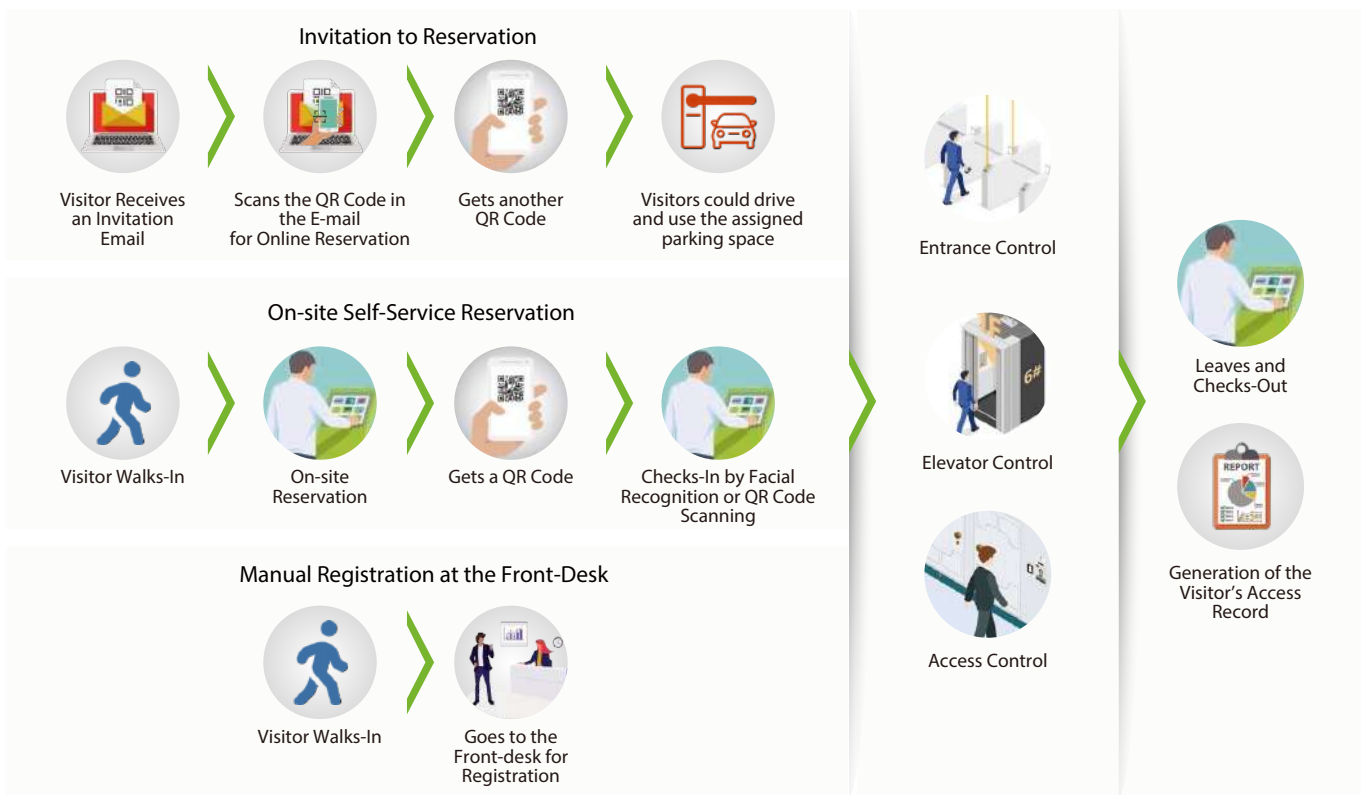 Invitation to Reservation
Visitor Receives
an Invitation
Email
Scans the QR Code in
the E-mail
for Online Reservation
Gets another
QR Code
Visitors could drive
and use the assigned
parking space
On-site Self-Service Reservation
Visitor Walks-In
On-site
Reservation
Gets a QR Code
Checks-In by Facial
Recognition or QR Code
Scanning
Manual Registration at the Front-Desk
Visitor Walks-In
Goes to the
Front-desk for
Registration
Entrance Control
6#
Elevator Control
Access Control
Leaves and
Checks-Out
REPORT
Generation of the
Visitor’s Access
Record